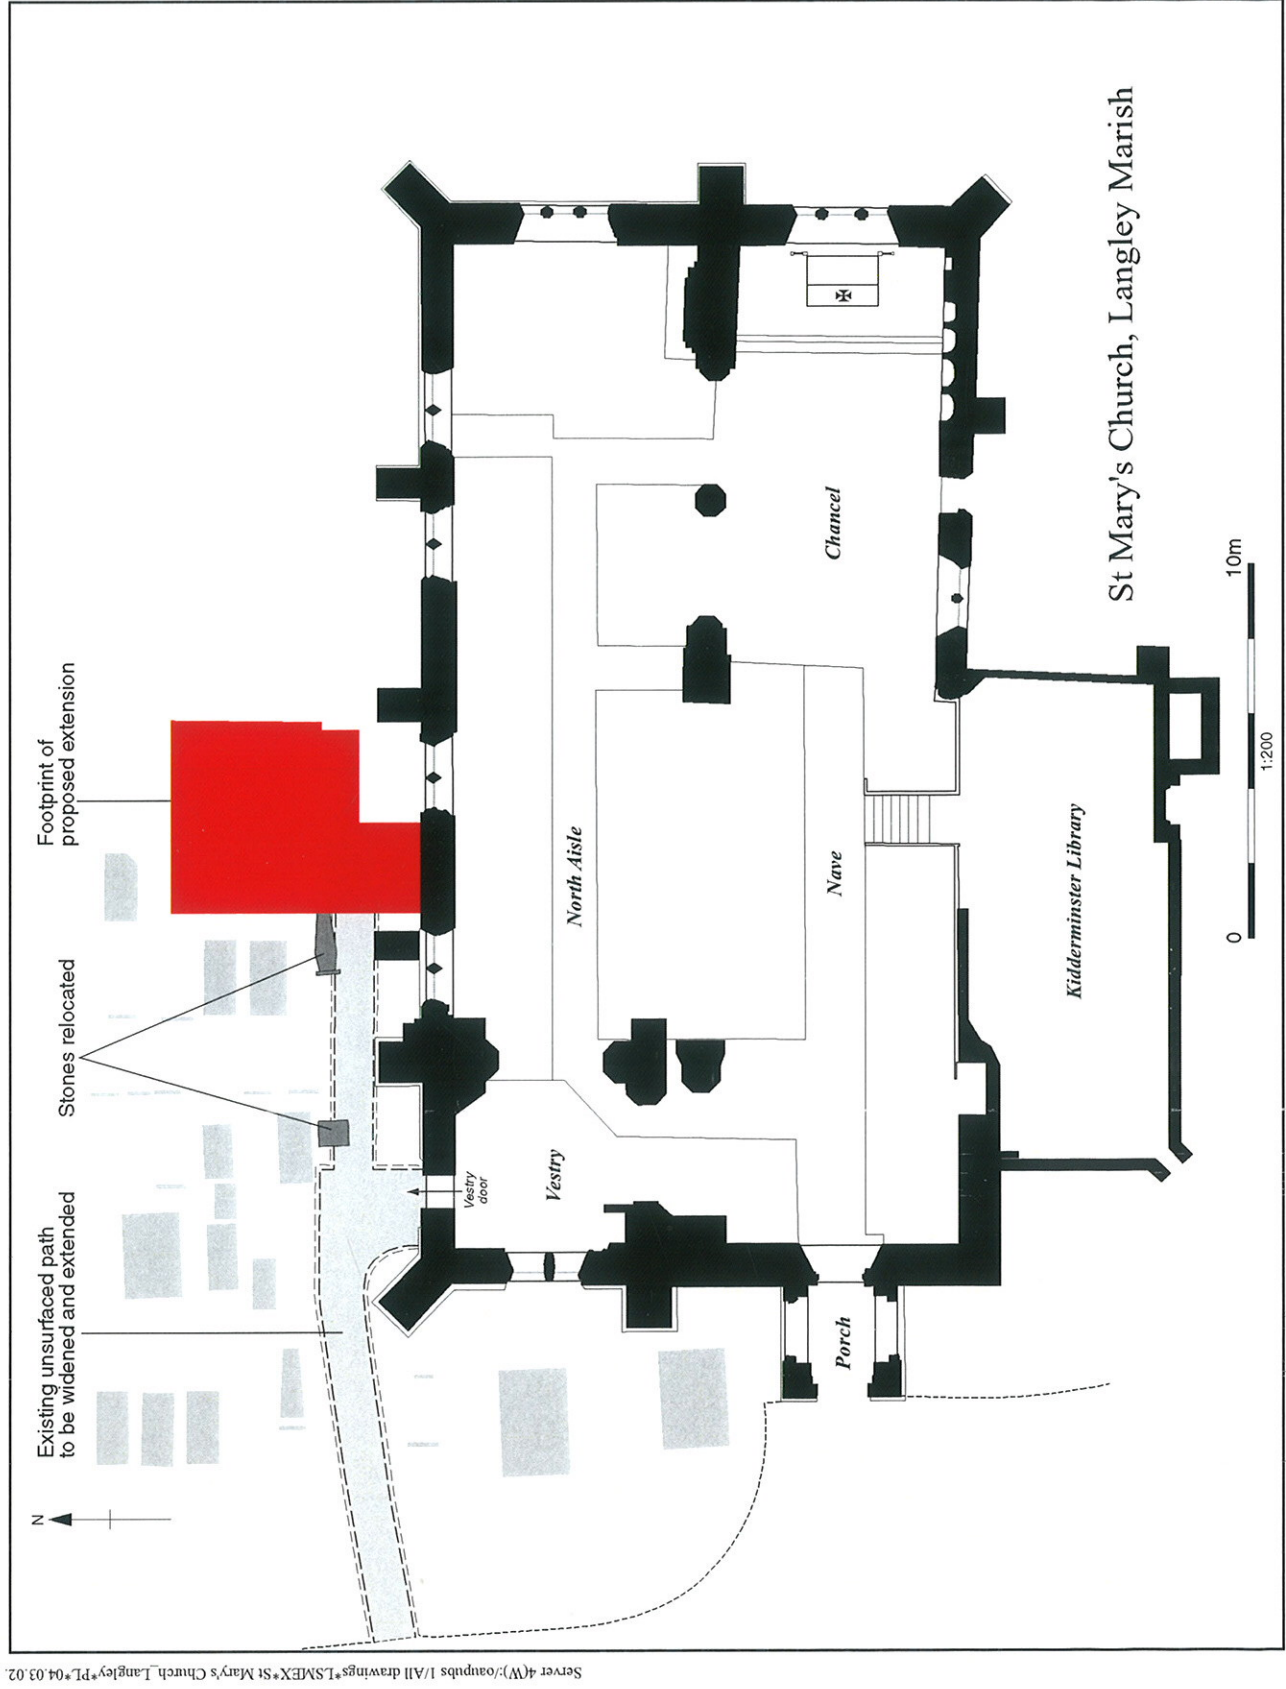 Existing unsurfaced path
to be widened and extended
Stones relocated
Footprint of
proposed extension
N
Vestry
door
Vestry
North Aisle
Chancel
Nave
Porch
Kidderminster Library
St Mary's Church, Langley Marish
0
10m
1:200
Server 4(W):/oaupubs 1/All drawings*LSMEX*St Mary's Church_Langley*PL*04.03.02.